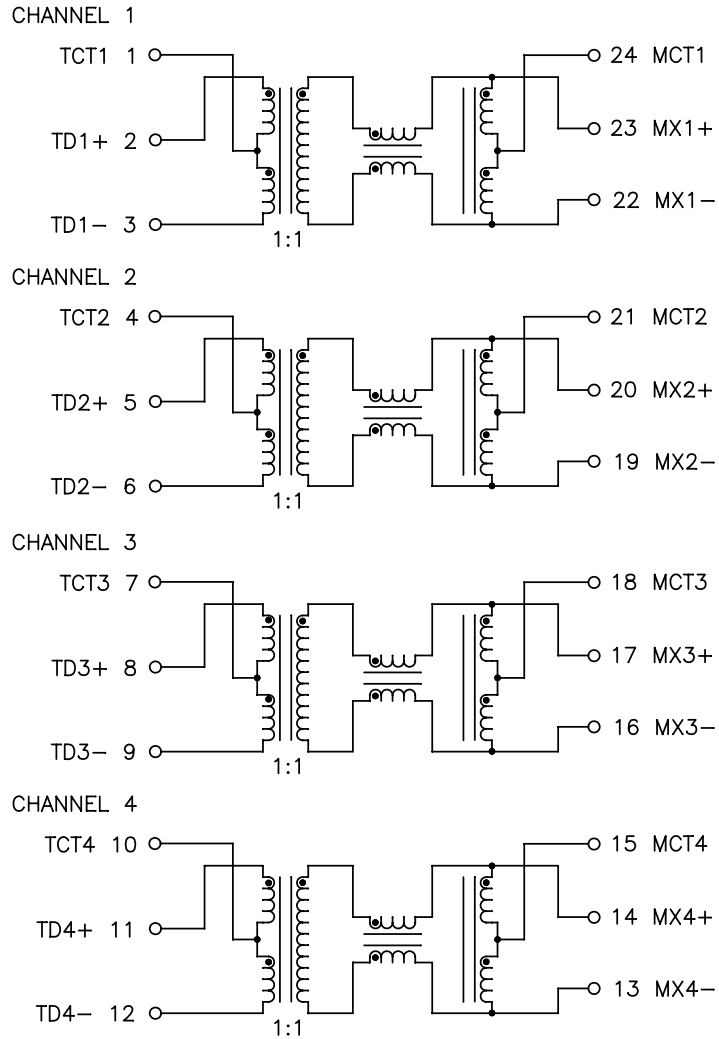 CHANNEL 1
TCT1 1
24 MCT1
TD1+ 2
23 MX1+
22 MX1−
TD1− 3
1:1
CHANNEL 2
TCT2 4
21 MCT2
TD2+ 5
20 MX2+
19 MX2−
TD2− 6
1:1
CHANNEL 3
TCT3 7
18 MCT3
TD3+ 8
17 MX3+
16 MX3−
TD3− 9
1:1
CHANNEL 4
TCT4 10
15 MCT4
TD4+ 11
14 MX4+
13 MX4−
TD4− 12
1:1